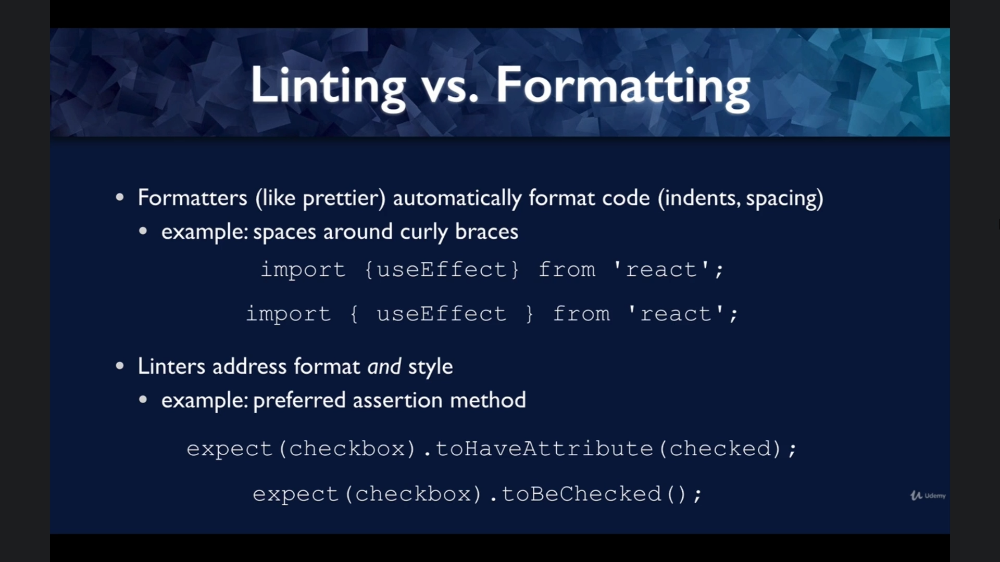 Linting vs. Formatting
• Formatters (like prettier) automatically format code (indents, spacing)
• example: spaces around curly braces
import {useEffect} from 'react';
import { useEffect } from 'react';
• Linters address format and style
• example: preferred assertion method
expect(checkbox).toHaveAttribute(checked);
expect(checkbox).toBeChecked();
Udemy